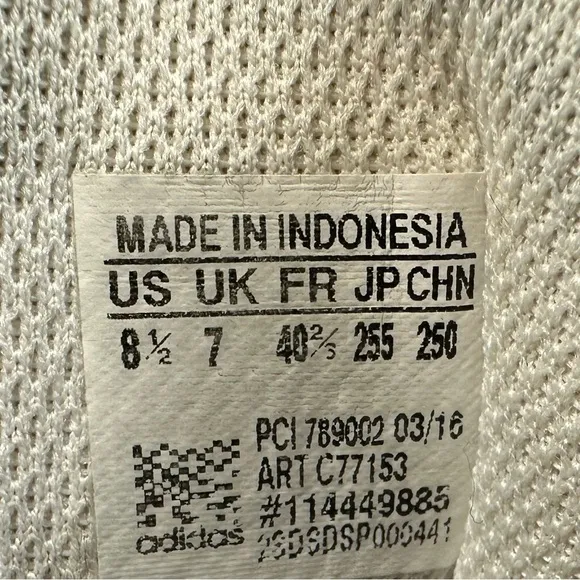 MADE IN INDONESIA
US UK FR JP CHN
8½ 7 40⅔ 255 250
PCI 789002 03/16
ART C77153
#114449885
adidas